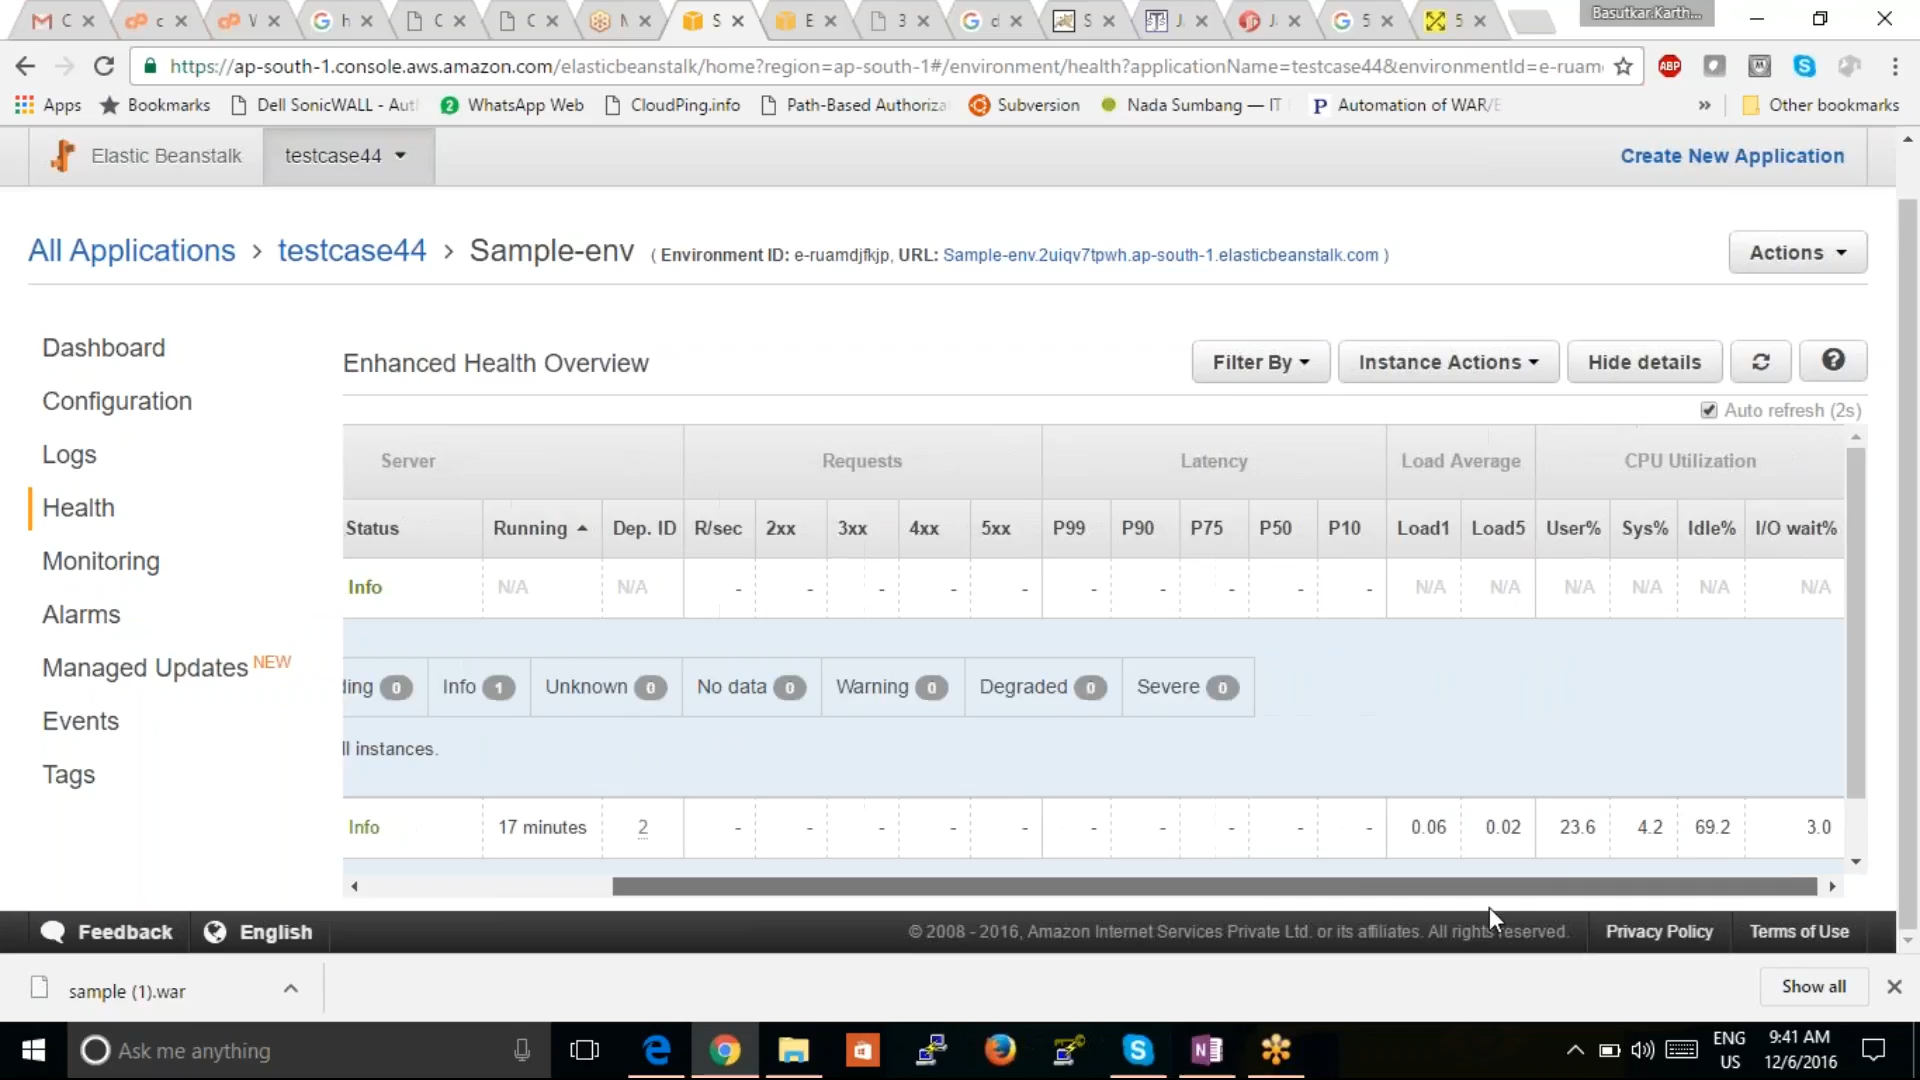 C
c
V
h
C
C
N
S
E
3
d
S
J
J.
5
5
Basutkar.Karth...
https://ap-south-1.console.aws.amazon.com/elasticbeanstalk/home?region=ap-south-1#/environment/health?applicationName=testcase44&environmentId=e-ruam
ABP
Apps
Bookmarks
Dell SonicWALL - Aut
2
WhatsApp Web
CloudPing.info
Path-Based Authoriza
Subversion
Nada Sumbang — IT
P
Automation of WAR/E
»
Other bookmarks
Elastic Beanstalk
testcase44
Create New Application
All Applications > testcase44 > Sample-env ( Environment ID: e-ruamdjfkjp, URL: Sample-env.2uiqv7tpwh.ap-south-1.elasticbeanstalk.com )
Actions
Dashboard
Configuration
Logs
Health
Monitoring
Alarms
Managed Updates NEW
Events
Tags
Enhanced Health Overview
Filter By
Instance Actions
Hide details
?
Auto refresh (2s)
Server Requests Latency Load Average CPU Utilization
Status Running Dep. ID R/sec 2xx 3xx 4xx 5xx P99 P90 P75 P50 P10 Load1 Load5 User% Sys% Idle% I/O wait%
Info N/A N/A - - - - - - - - - - N/A N/A N/A N/A N/A N/A
ding 0 Info 1 Unknown 0 No data 0 Warning 0 Degraded 0 Severe 0
ll instances.
Info 17 minutes 2 - - - - - - - - - - 0.06 0.02 23.6 4.2 69.2 3.0
Feedback
English
© 2008 - 2016, Amazon Internet Services Private Ltd. or its affiliates. All rights reserved.
Privacy Policy
Terms of Use
sample (1).war
Show all
Ask me anything
ENG
US
9:41 AM
12/6/2016